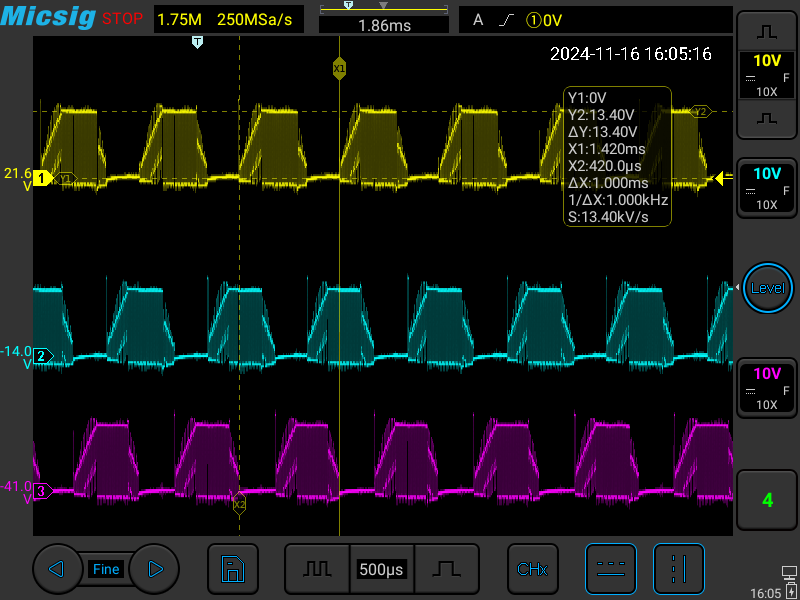 Micsig STOP 1.75M 250MSa/s T 1.86ms A ①0V
T 2024-11-16 16:05:16
X1
10V
F
10X
Y1:0V
Y2:13.40V
ΔY:13.40V
X1:1.420ms
X2:420.0µs
ΔX:1.000ms
1/ΔX:1.000kHz
S:13.40kV/s
Y2
21.6
V
1 Y1
10V
F
10X
Level
-14.0
V
2
10V
F
10X
-41.0
V
3
X2
4
Fine 500µs CHx
16:05